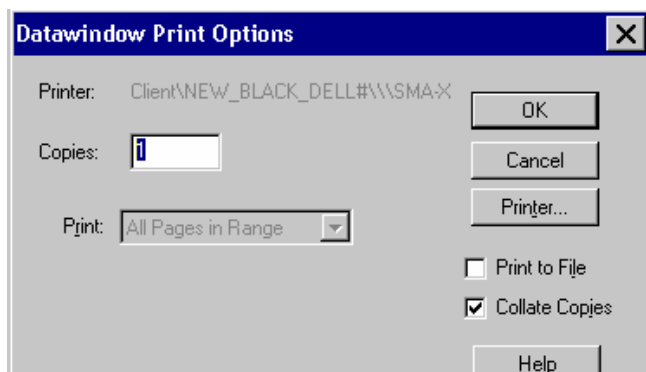 Datawindow Print Options
Printer: Client\NEW_BLACK_DELL#\\\SMA-X
OK
Copies: 1
Cancel
Printer...
Print: All Pages in Range
Print to File
Collate Copies
Help